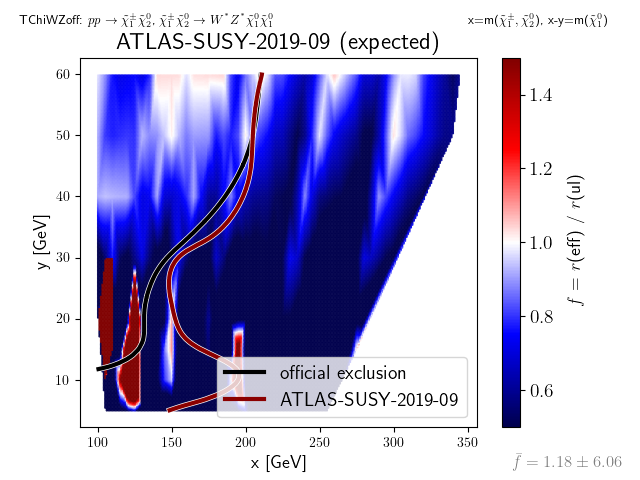 TChiWZoff: $pp \to \tilde{\chi}_1^{\pm} \tilde{\chi}_2^0, \tilde{\chi}_1^{\pm} \tilde{\chi}_2^0 \to W^* Z^* \tilde{\chi}_1^0 \tilde{\chi}_1^0$ x=m($\tilde{\chi}_1^{\pm}, \tilde{\chi}_2^0$), x-y=m($\tilde{\chi}_1^0$)
ATLAS-SUSY-2019-09 (expected)
60
50
40
30
20
10
y [GeV]
100 150 200 250 300 350
x [GeV]
official exclusion
ATLAS-SUSY-2019-09
1.4
1.2
1.0
0.8
0.6
f = r(eff) / r(ul)
$\bar{f} = 1.18 \pm 6.06$